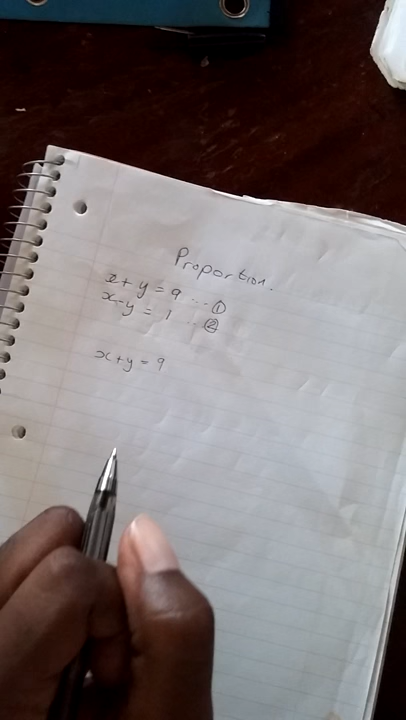 Proportion.
x + y = 9 ... ①
x - y = 1 ... ②
x + y = 9